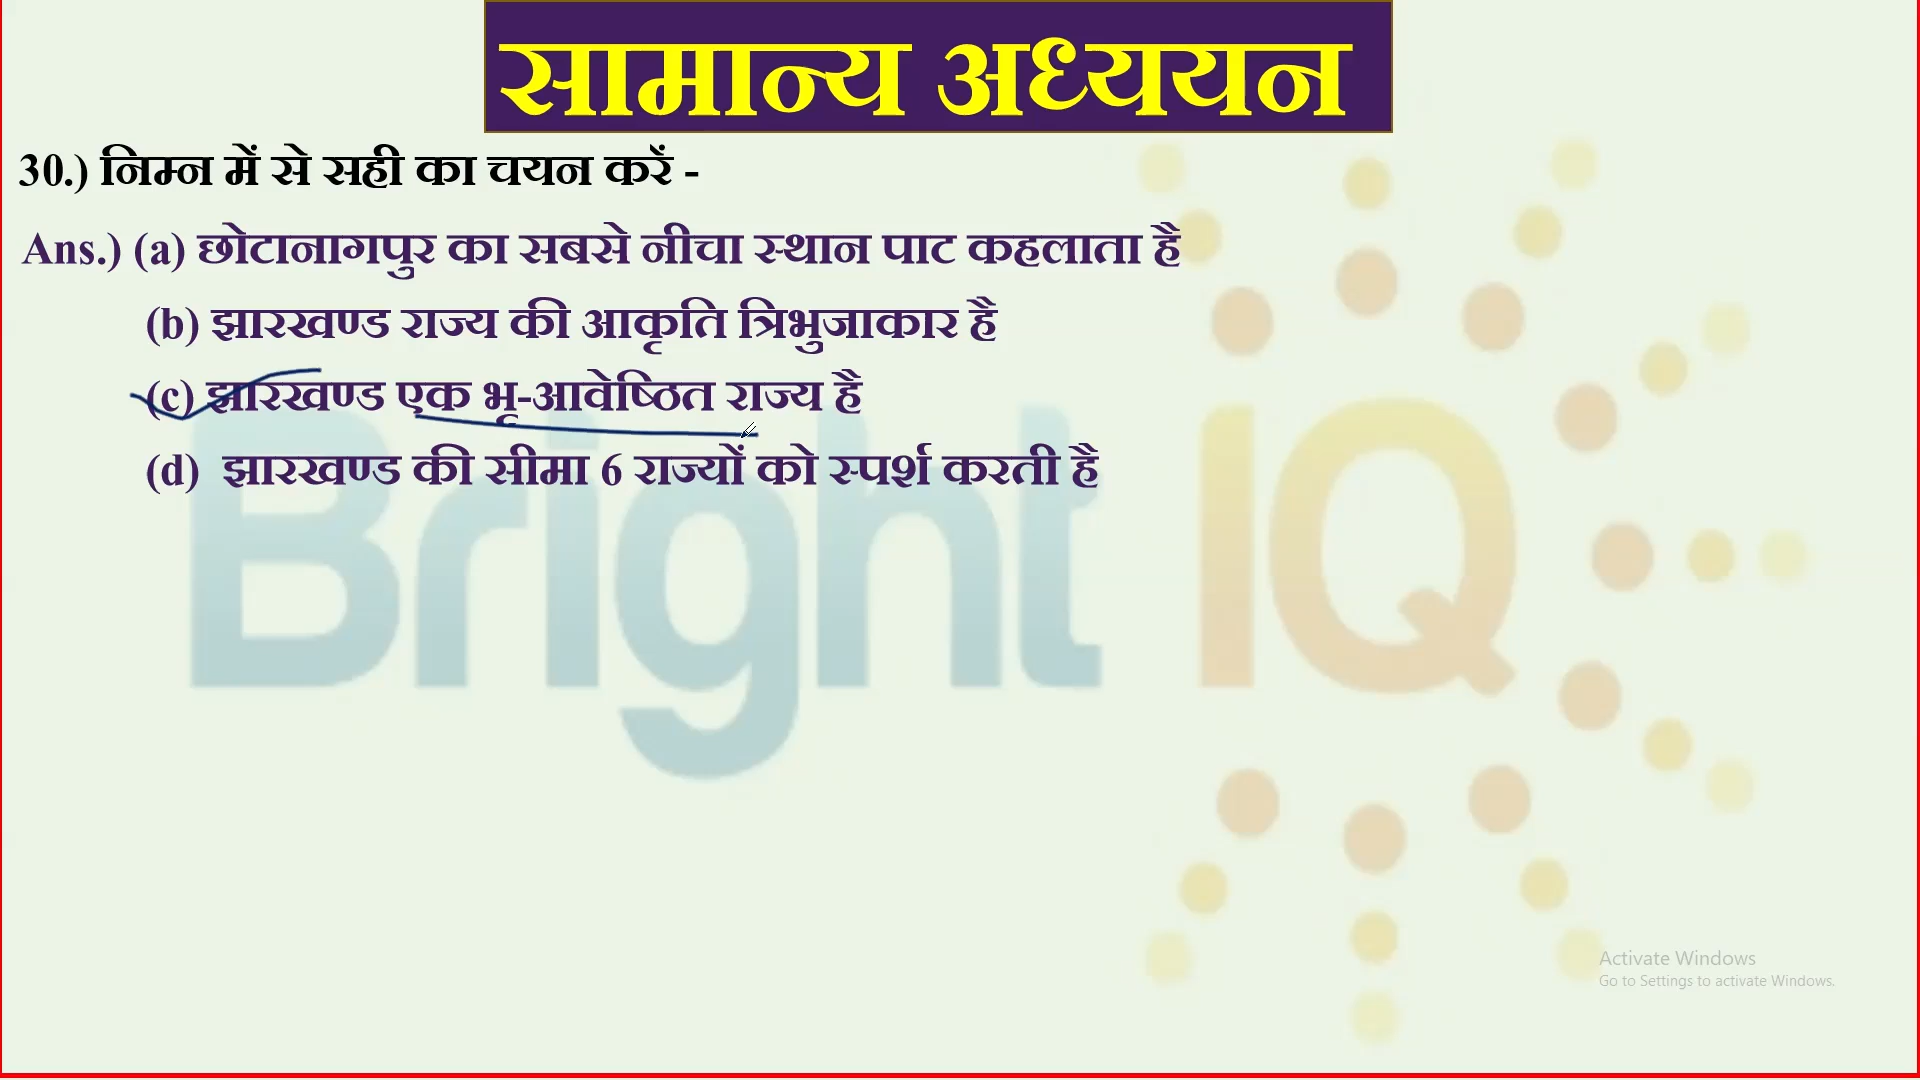 सामान्य अध्ययन
30.) निम्न में से सही का चयन करें -
Ans.) (a) छोटानागपुर का सबसे नीचा स्थान पाट कहलाता है
(b) झारखण्ड राज्य की आकृति त्रिभुजाकार है
(c) झारखण्ड एक भू-आवेष्ठित राज्य है
(d) झारखण्ड की सीमा 6 राज्यों को स्पर्श करती है
Bright IQ
Activate Windows
Go to Settings to activate Windows.